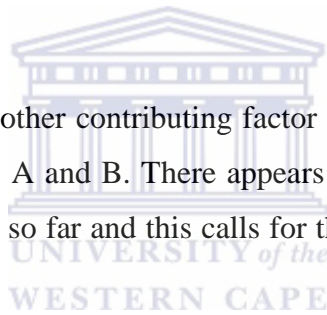 other contributing factor
A and B. There appears
so far and this calls for th
UNIVERSITY of the
WESTERN CAPE